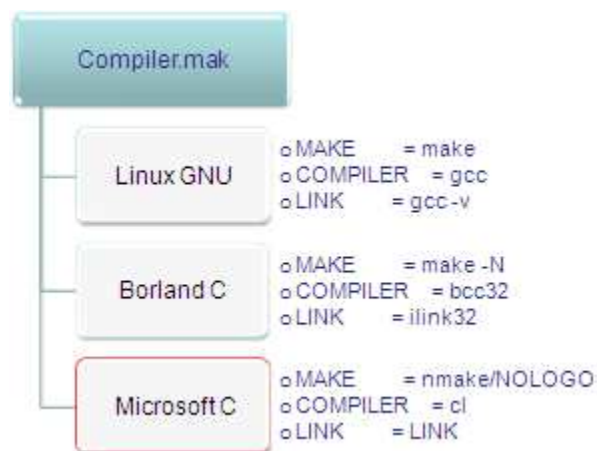 Compiler.mak
Linux GNU
o MAKE = make
o COMPILER = gcc
o LINK = gcc -v
Borland C
o MAKE = make -N
o COMPILER = bcc32
o LINK = ilink32
Microsoft C
o MAKE = nmake/NOLOGO
o COMPILER = cl
o LINK = LINK